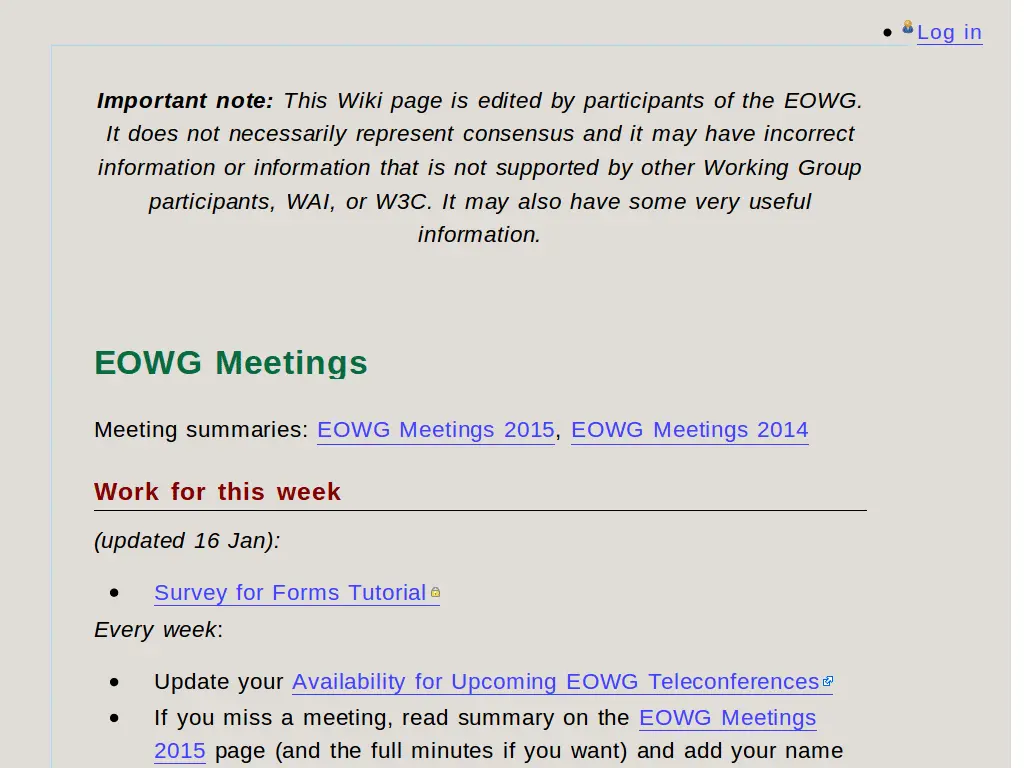 Log in
Important note: This Wiki page is edited by participants of the EOWG.
It does not necessarily represent consensus and it may have incorrect
information or information that is not supported by other Working Group
participants, WAI, or W3C. It may also have some very useful
information.
EOWG Meetings
Meeting summaries: EOWG Meetings 2015, EOWG Meetings 2014
Work for this week
(updated 16 Jan):
Survey for Forms Tutorial
Every week:
Update your Availability for Upcoming EOWG Teleconferences
If you miss a meeting, read summary on the EOWG Meetings
2015 page (and the full minutes if you want) and add your name